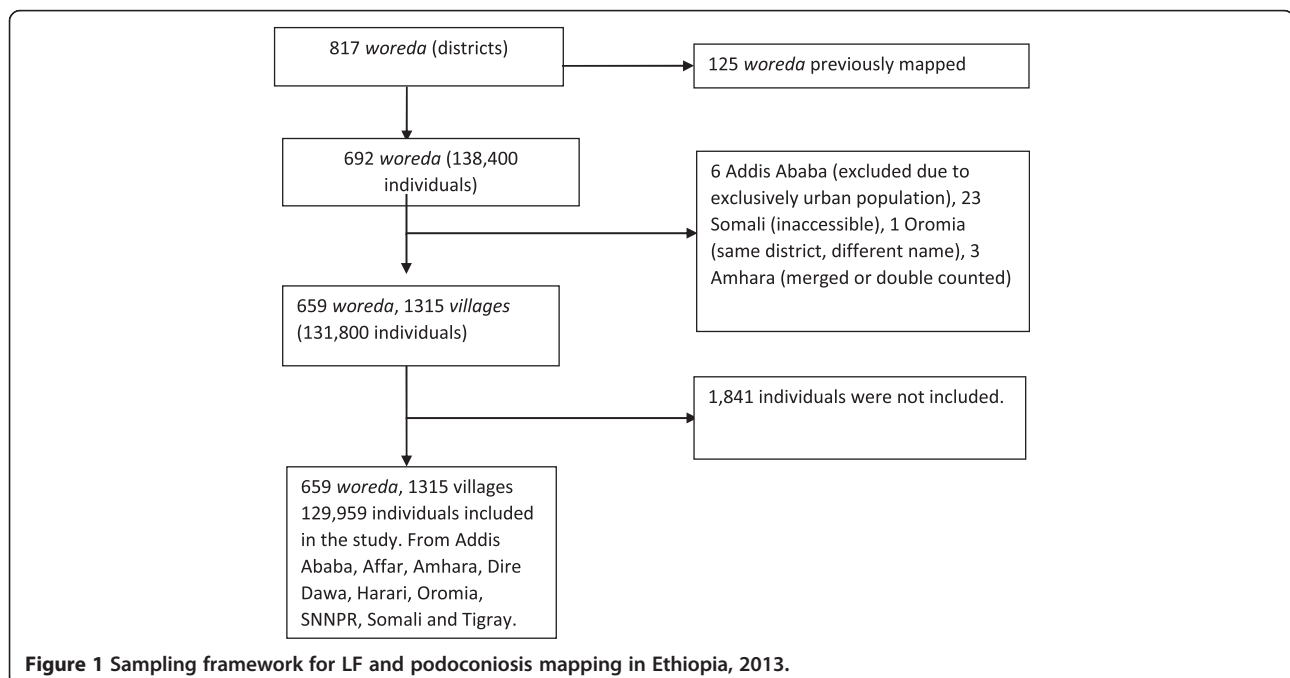 817 woreda (districts)
125 woreda previously mapped
692 woreda (138,400
individuals)
6 Addis Ababa (excluded due to
exclusively urban population), 23
Somali (inaccessible), 1 Oromia
(same district, different name), 3
Amhara (merged or double counted)
659 woreda, 1315 villages
(131,800 individuals)
1,841 individuals were not included.
659 woreda, 1315 villages
129,959 individuals included
in the study. From Addis
Ababa, Affar, Amhara, Dire
Dawa, Harari, Oromia,
SNNPR, Somali and Tigray.
Figure 1 Sampling framework for LF and podoconiosis mapping in Ethiopia, 2013.